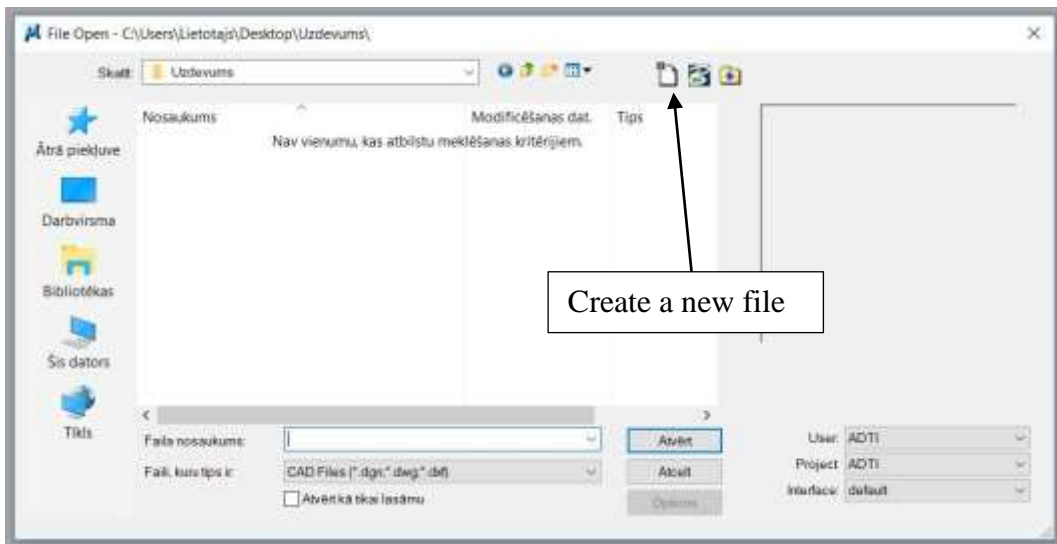 File Open - C:\Users\Lietotajs\Desktop\Uzdevums\
Skatīt: Uzdevums
Nosaukums Modificēšanas dat. Tips
Nav vienumu, kas atbilstu meklēšanas kritērijiem.
Ātrā piekļuve
Darbvirsma
Bibliotēkas
Šis dators
Tīkls
Create a new file
Faila nosaukums: Atvērt
Faili, kuru tips ir: CAD Files (*.dgn;*.dwg;*.dxf) Atcelt
Atvērt kā tikai lasāmu Options
User: ADTI
Project: ADTI
Interface: default